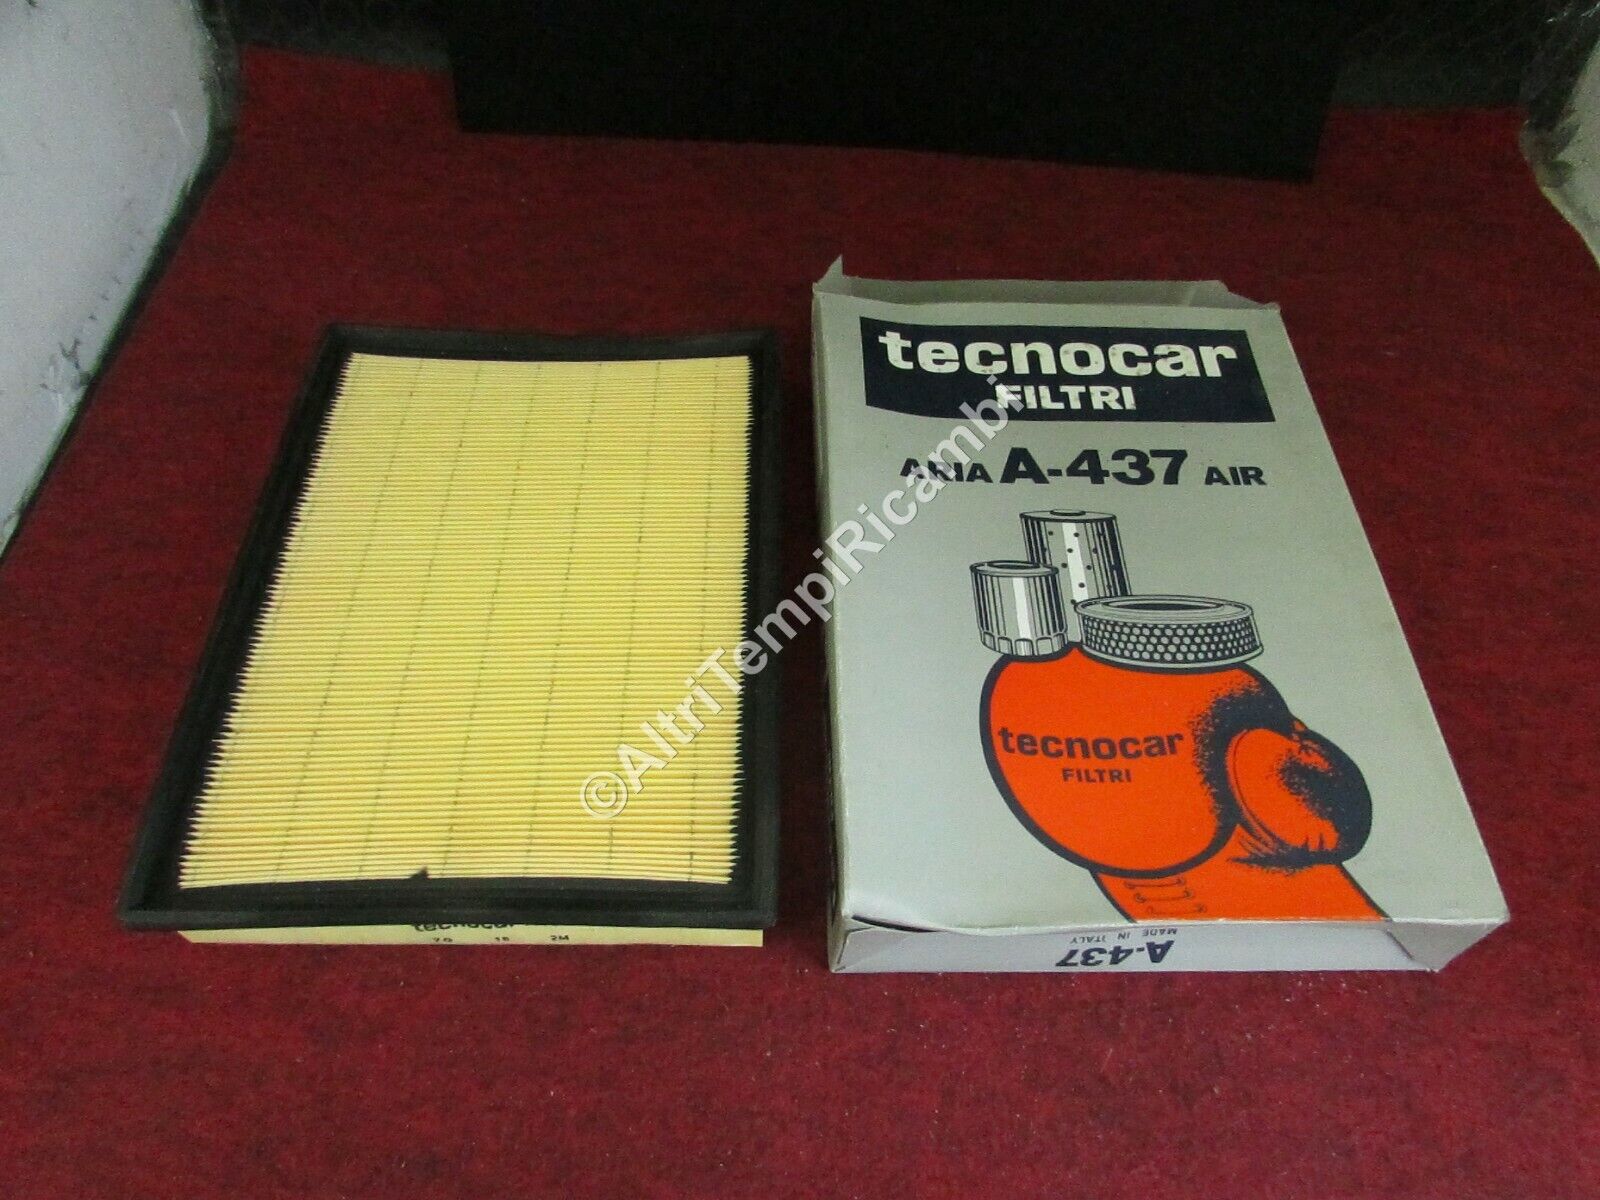 tecnocar
FILTRI
ARIA A-437 AIR
tecnocar
FILTRI
A-437
MADE IN ITALY
tecnocar
©AltriTempiRicambi